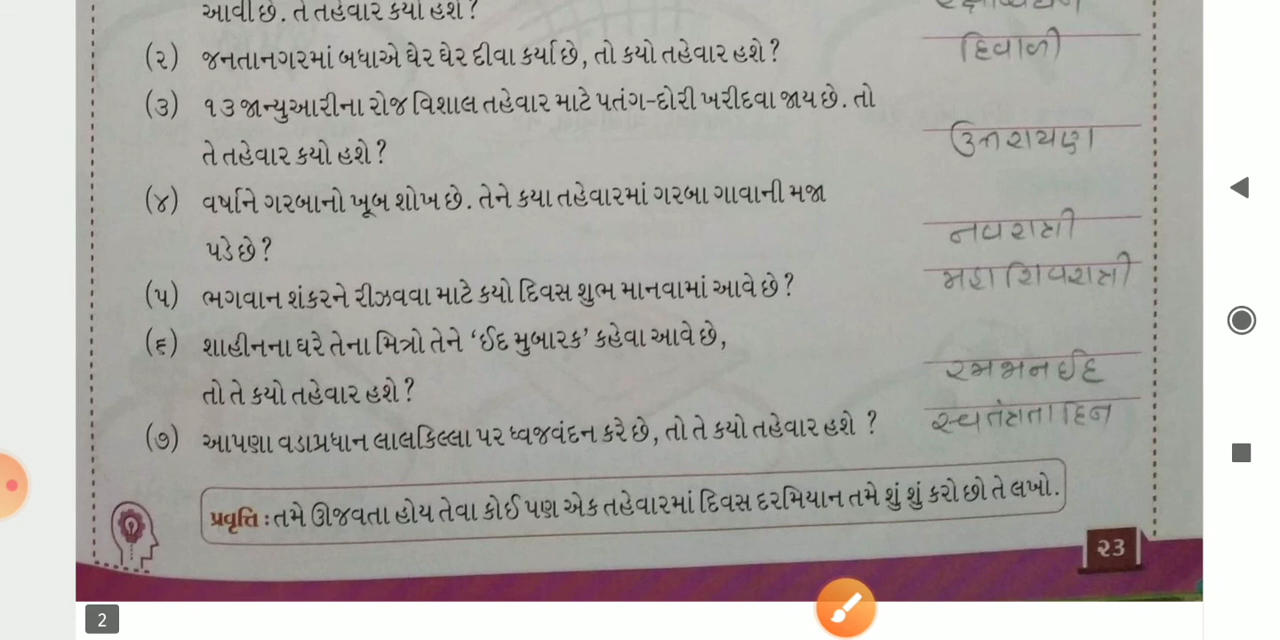 આવી છે. તે તહેવાર કયો હશે?
(૨) જનતાનગરમાં બધાએ ઘેર ઘેર દીવા કર્યા છે, તો કયો તહેવાર હશે? દિવાળી
(૩) ૧૩ જાન્યુઆરીના રોજ વિશાલ તહેવાર માટે પતંગ-દોરી ખરીદવા જાય છે. તો
તે તહેવાર કયો હશે? ઉત્તરાયણ
(૪) વર્ષાને ગરબાનો ખૂબ શોખ છે. તેને કયા તહેવારમાં ગરબા ગાવાની મજા
પડે છે? નવરાત્રી
(૫) ભગવાન શંકરને રીઝવવા માટે કયો દિવસ શુભ માનવામાં આવે છે? મહાશિવરાત્રી
(૬) શાહીનના ઘરે તેના મિત્રો તેને ‘ઈદ મુબારક’ કહેવા આવે છે,
તો તે કયો તહેવાર હશે? રમજાન ઈદ
(૭) આપણા વડાપ્રધાન લાલકિલ્લા પર ધ્વજવંદન કરે છે, તો તે કયો તહેવાર હશે ? સ્વતંત્રતા દિન
પ્રવૃત્તિ : તમે ઊજવતા હોય તેવા કોઈ પણ એક તહેવારમાં દિવસ દરમિયાન તમે શું શું કરો છો તે લખો.
૨૩
2